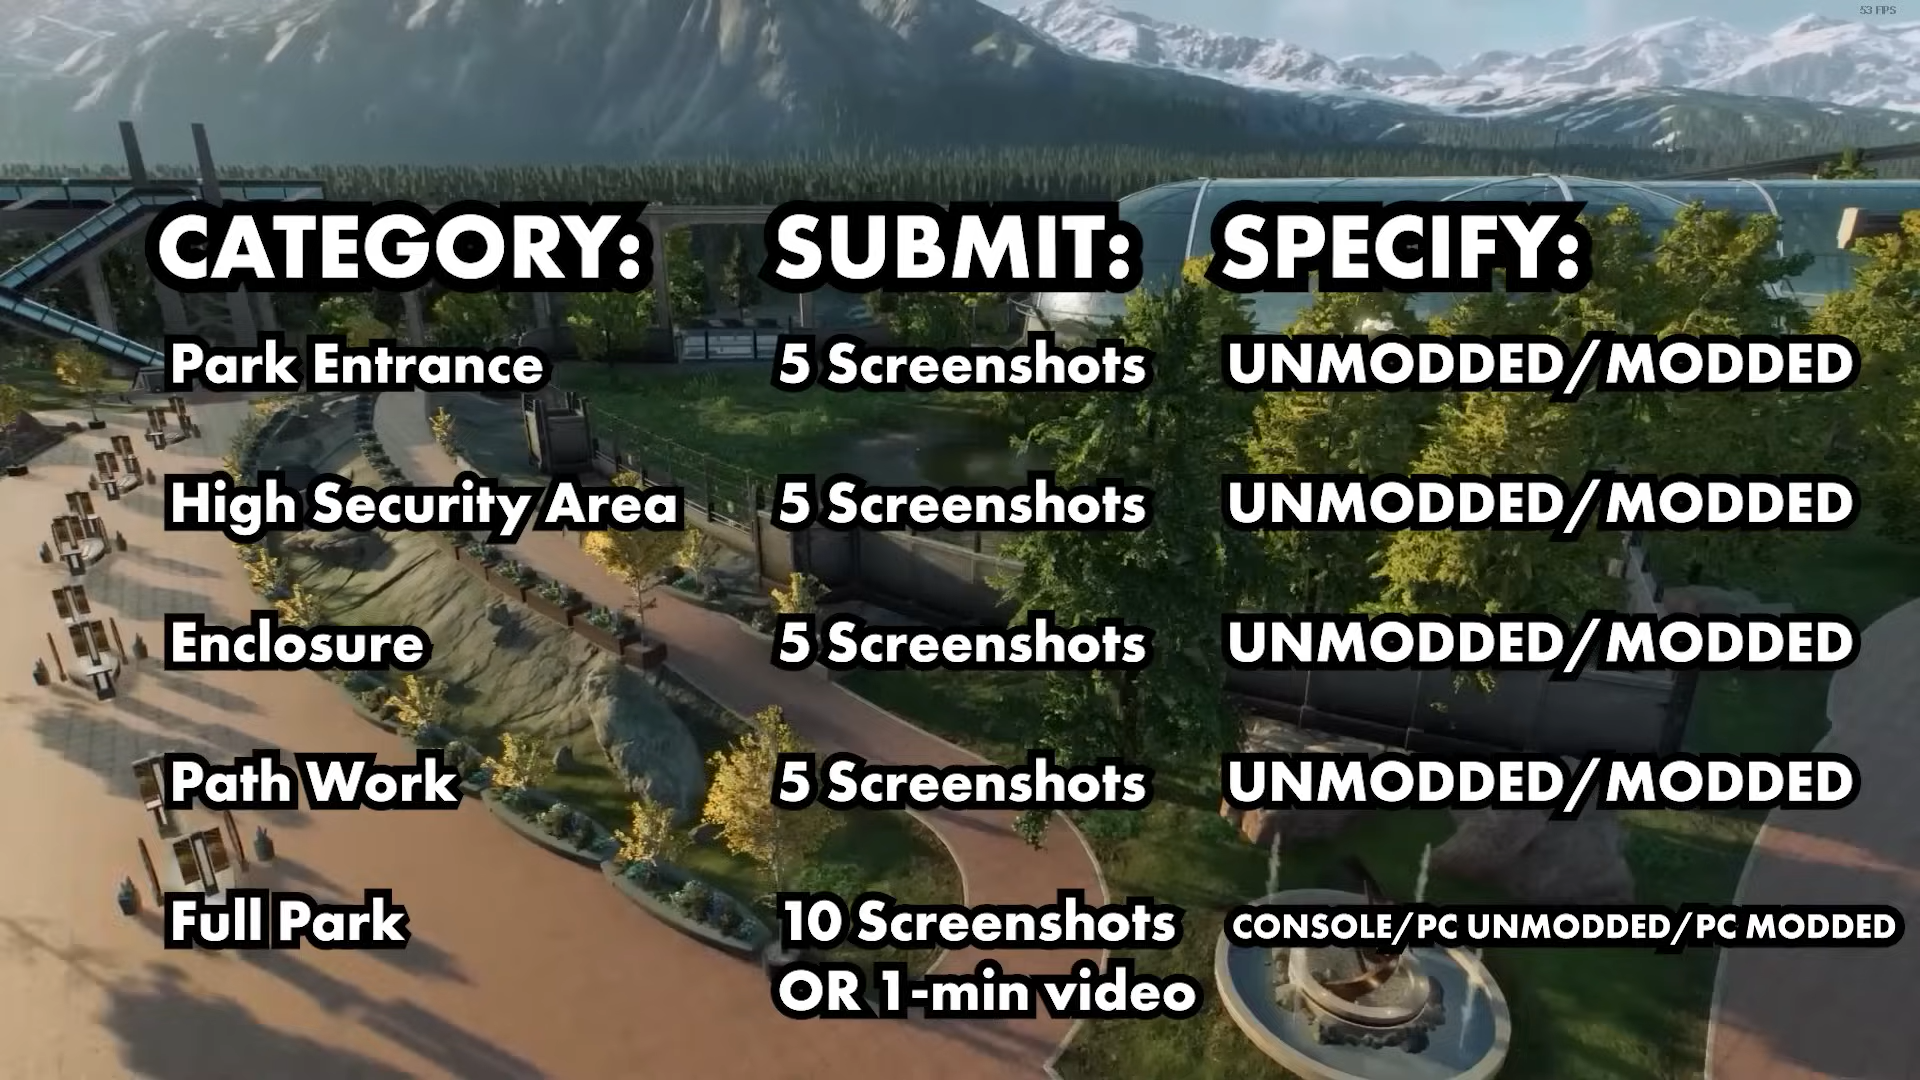 53 FPS
CATEGORY: SUBMIT: SPECIFY:
Park Entrance 5 Screenshots UNMODDED/MODDED
High Security Area 5 Screenshots UNMODDED/MODDED
Enclosure 5 Screenshots UNMODDED/MODDED
Path Work 5 Screenshots UNMODDED/MODDED
Full Park 10 Screenshots CONSOLE/PC UNMODDED/PC MODDED
OR 1-min video